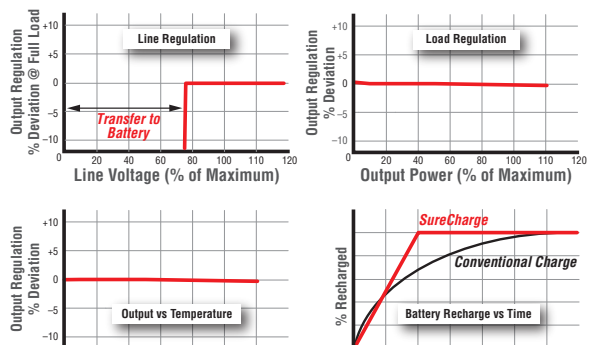 Line Regulation
Output Regulation
% Deviation @ Full Load
+10
+5
0
−5
−10
Transfer to
Battery
0 20 40 60 80 100 120
Line Voltage (% of Maximum)
Load Regulation
Output Regulation
% Deviation
+10
+5
0
−5
−10
0 20 40 60 80 100 120
Output Power (% of Maximum)
Output Regulation
% Deviation
+10
+5
0
−5
−10
Output vs Temperature
SureCharge
Conventional Charge
% Recharged
Battery Recharge vs Time